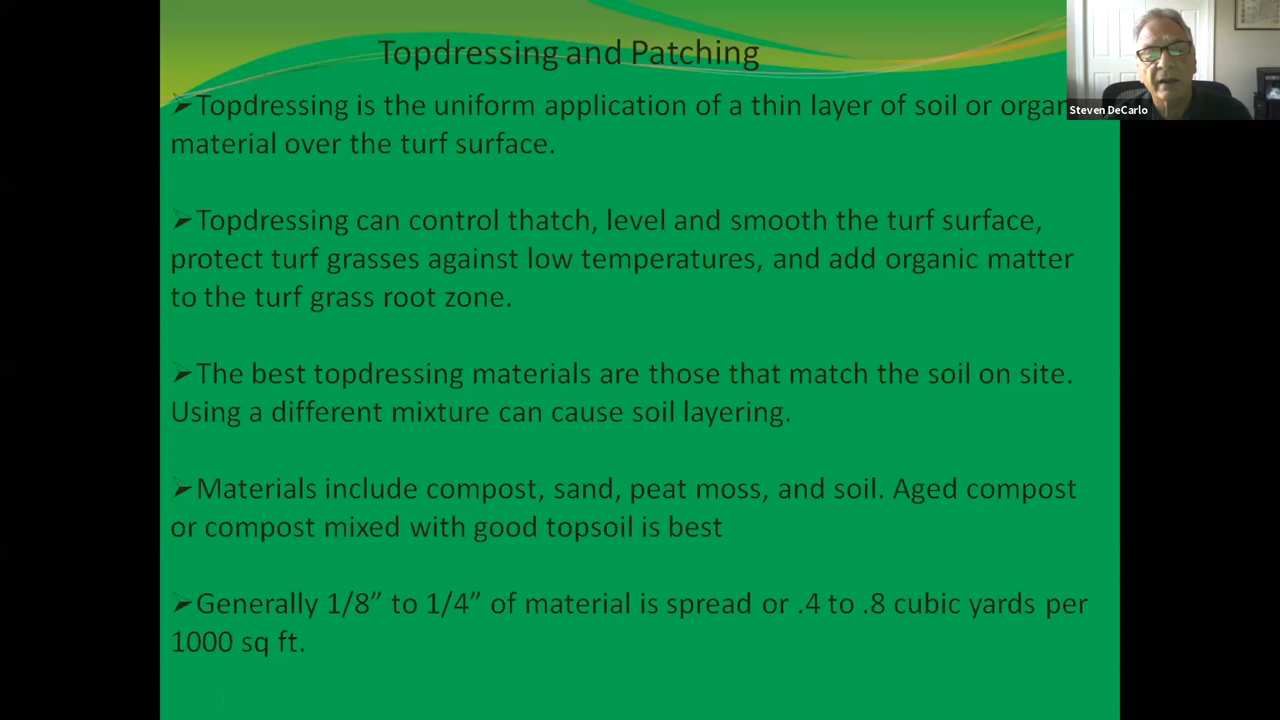 Topdressing and Patching
Steven DeCarlo
➢Topdressing is the uniform application of a thin layer of soil or
material over the turf surface.
➢Topdressing can control thatch, level and smooth the turf surface,
protect turf grasses against low temperatures, and add organic matter
to the turf grass root zone.
➢The best topdressing materials are those that match the soil on site.
Using a different mixture can cause soil layering.
➢Materials include compost, sand, peat moss, and soil. Aged compost
or compost mixed with good topsoil is best
➢Generally 1/8” to 1/4” of material is spread or .4 to .8 cubic yards per
1000 sq ft.